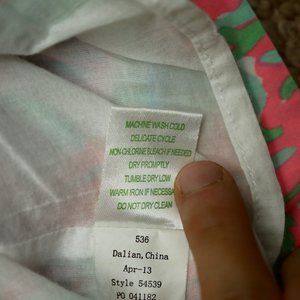 MACHINE WASH COLD
DELICATE CYCLE
NON-CHLORINE BLEACH IF NEEDED
DRY PROMPTLY
TUMBLE DRY LOW
WARM IRON IF NECESSA
DO NOT DRY CLEAN
536
Dalian, China
Apr-13
Style 54539
PO 041182